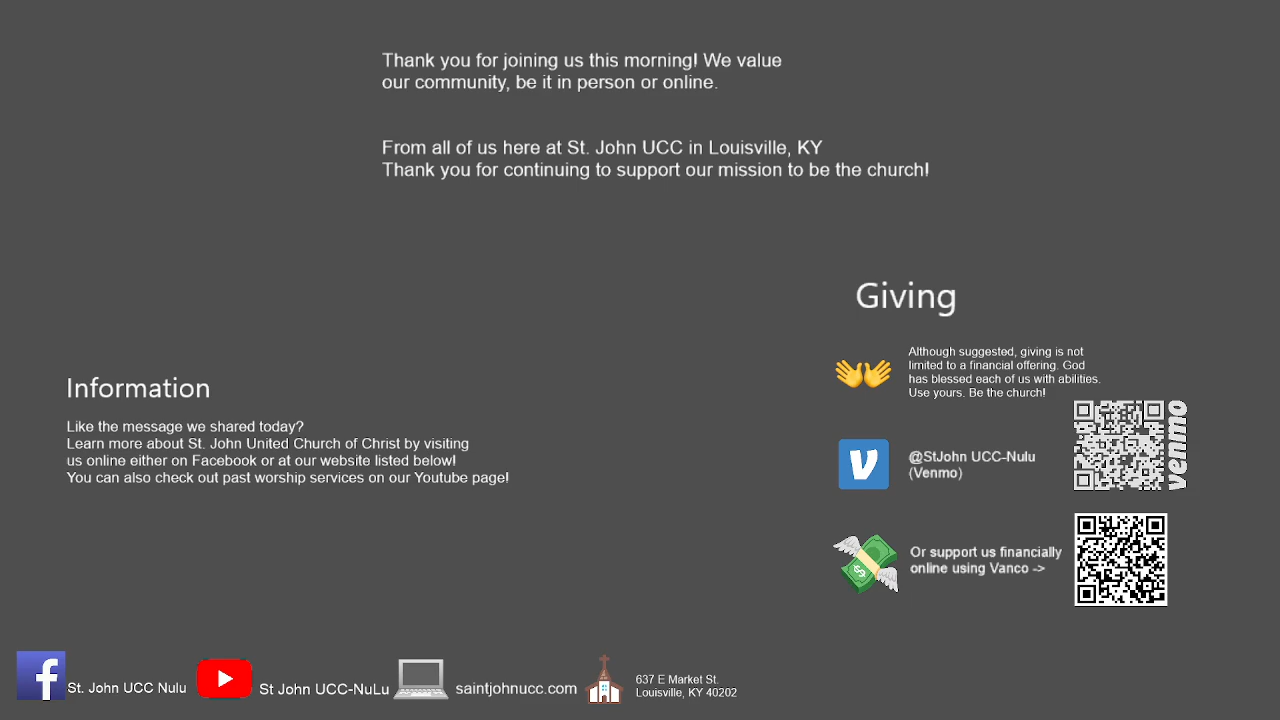 Thank you for joining us this morning! We value
our community, be it in person or online.
From all of us here at St. John UCC in Louisville, KY
Thank you for continuing to support our mission to be the church!
Giving
Although suggested, giving is not
limited to a financial offering. God
has blessed each of us with abilities.
Use yours. Be the church!
Information
Like the message we shared today?
Learn more about St. John United Church of Christ by visiting
us online either on Facebook or at our website listed below!
You can also check out past worship services on our Youtube page!
@StJohn UCC-Nulu
(Venmo)
venmo
Or support us financially
online using Vanco ->
St. John UCC Nulu
St John UCC-NuLu
saintjohnucc.com
637 E Market St.
Louisville, KY 40202